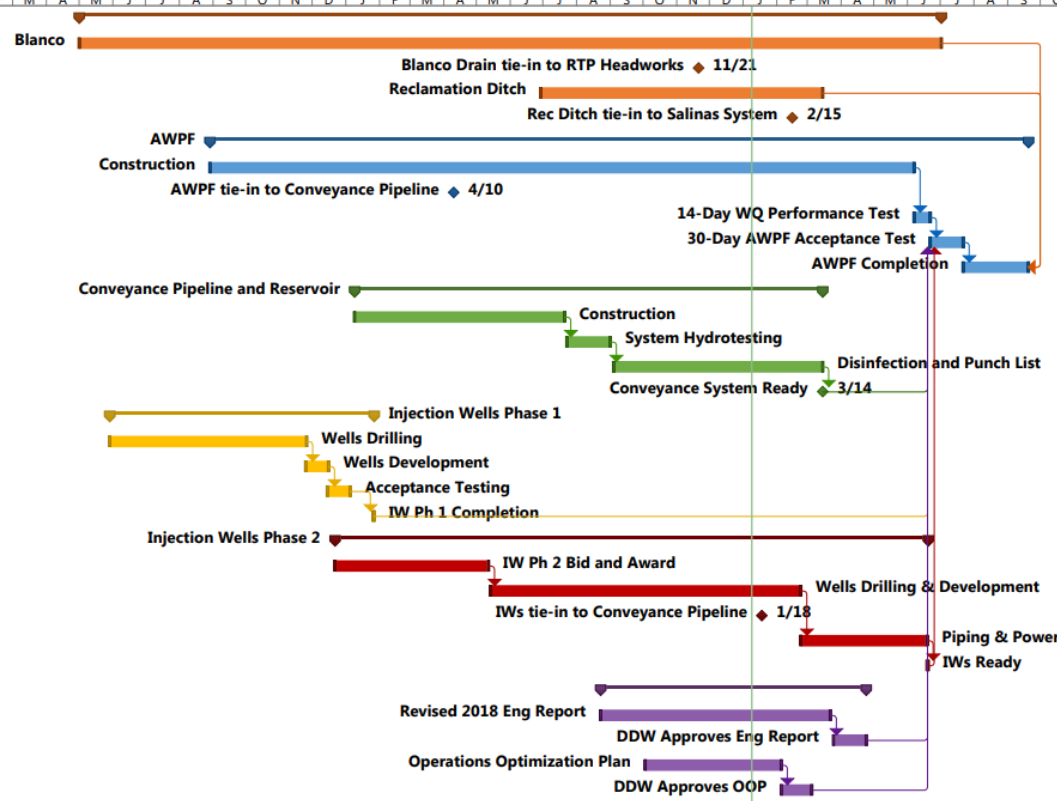 M A M J J A S O N D J F M A M J J A S O N D J F M A M J J A S
Blanco
Blanco Drain tie-in to RTP Headworks 11/21
Reclamation Ditch
Rec Ditch tie-in to Salinas System 2/15
AWPF
Construction
AWPF tie-in to Conveyance Pipeline 4/10
14-Day WQ Performance Test
30-Day AWPF Acceptance Test
AWPF Completion
Conveyance Pipeline and Reservoir
Construction
System Hydrotesting
Disinfection and Punch List
Conveyance System Ready 3/14
Injection Wells Phase 1
Wells Drilling
Wells Development
Acceptance Testing
IW Ph 1 Completion
Injection Wells Phase 2
IW Ph 2 Bid and Award
Wells Drilling & Development
IWs tie-in to Conveyance Pipeline 1/18
Piping & Power
IWs Ready
Revised 2018 Eng Report
DDW Approves Eng Report
Operations Optimization Plan
DDW Approves OOP